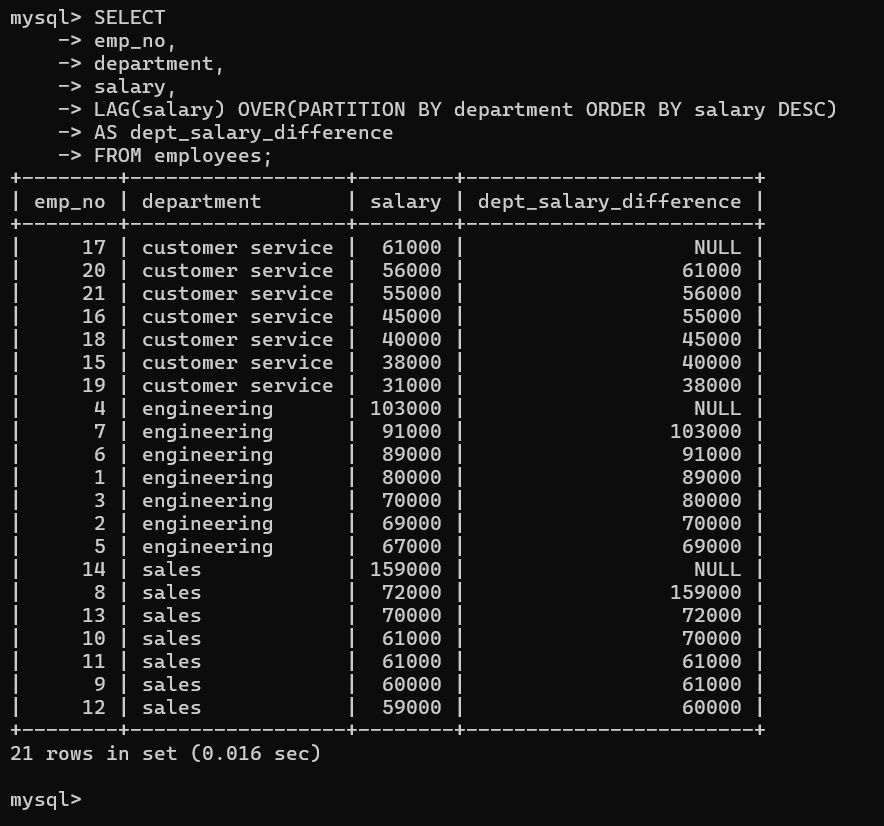 mysql> SELECT
    -> emp_no,
    -> department,
    -> salary,
    -> LAG(salary) OVER(PARTITION BY department ORDER BY salary DESC)
    -> AS dept_salary_difference
    -> FROM employees;
+--------+------------------+--------+------------------------+
| emp_no | department       | salary | dept_salary_difference |
+--------+------------------+--------+------------------------+
|     17 | customer service |  61000 |                   NULL |
|     20 | customer service |  56000 |                  61000 |
|     21 | customer service |  55000 |                  56000 |
|     16 | customer service |  45000 |                  55000 |
|     18 | customer service |  40000 |                  45000 |
|     15 | customer service |  38000 |                  40000 |
|     19 | customer service |  31000 |                  38000 |
|      4 | engineering      | 103000 |                   NULL |
|      7 | engineering      |  91000 |                 103000 |
|      6 | engineering      |  89000 |                  91000 |
|      1 | engineering      |  80000 |                  89000 |
|      3 | engineering      |  70000 |                  80000 |
|      2 | engineering      |  69000 |                  70000 |
|      5 | engineering      |  67000 |                  69000 |
|     14 | sales            | 159000 |                   NULL |
|      8 | sales            |  72000 |                 159000 |
|     13 | sales            |  70000 |                  72000 |
|     10 | sales            |  61000 |                  70000 |
|     11 | sales            |  61000 |                  61000 |
|      9 | sales            |  60000 |                  61000 |
|     12 | sales            |  59000 |                  60000 |
+--------+------------------+--------+------------------------+
21 rows in set (0.016 sec)

mysql>